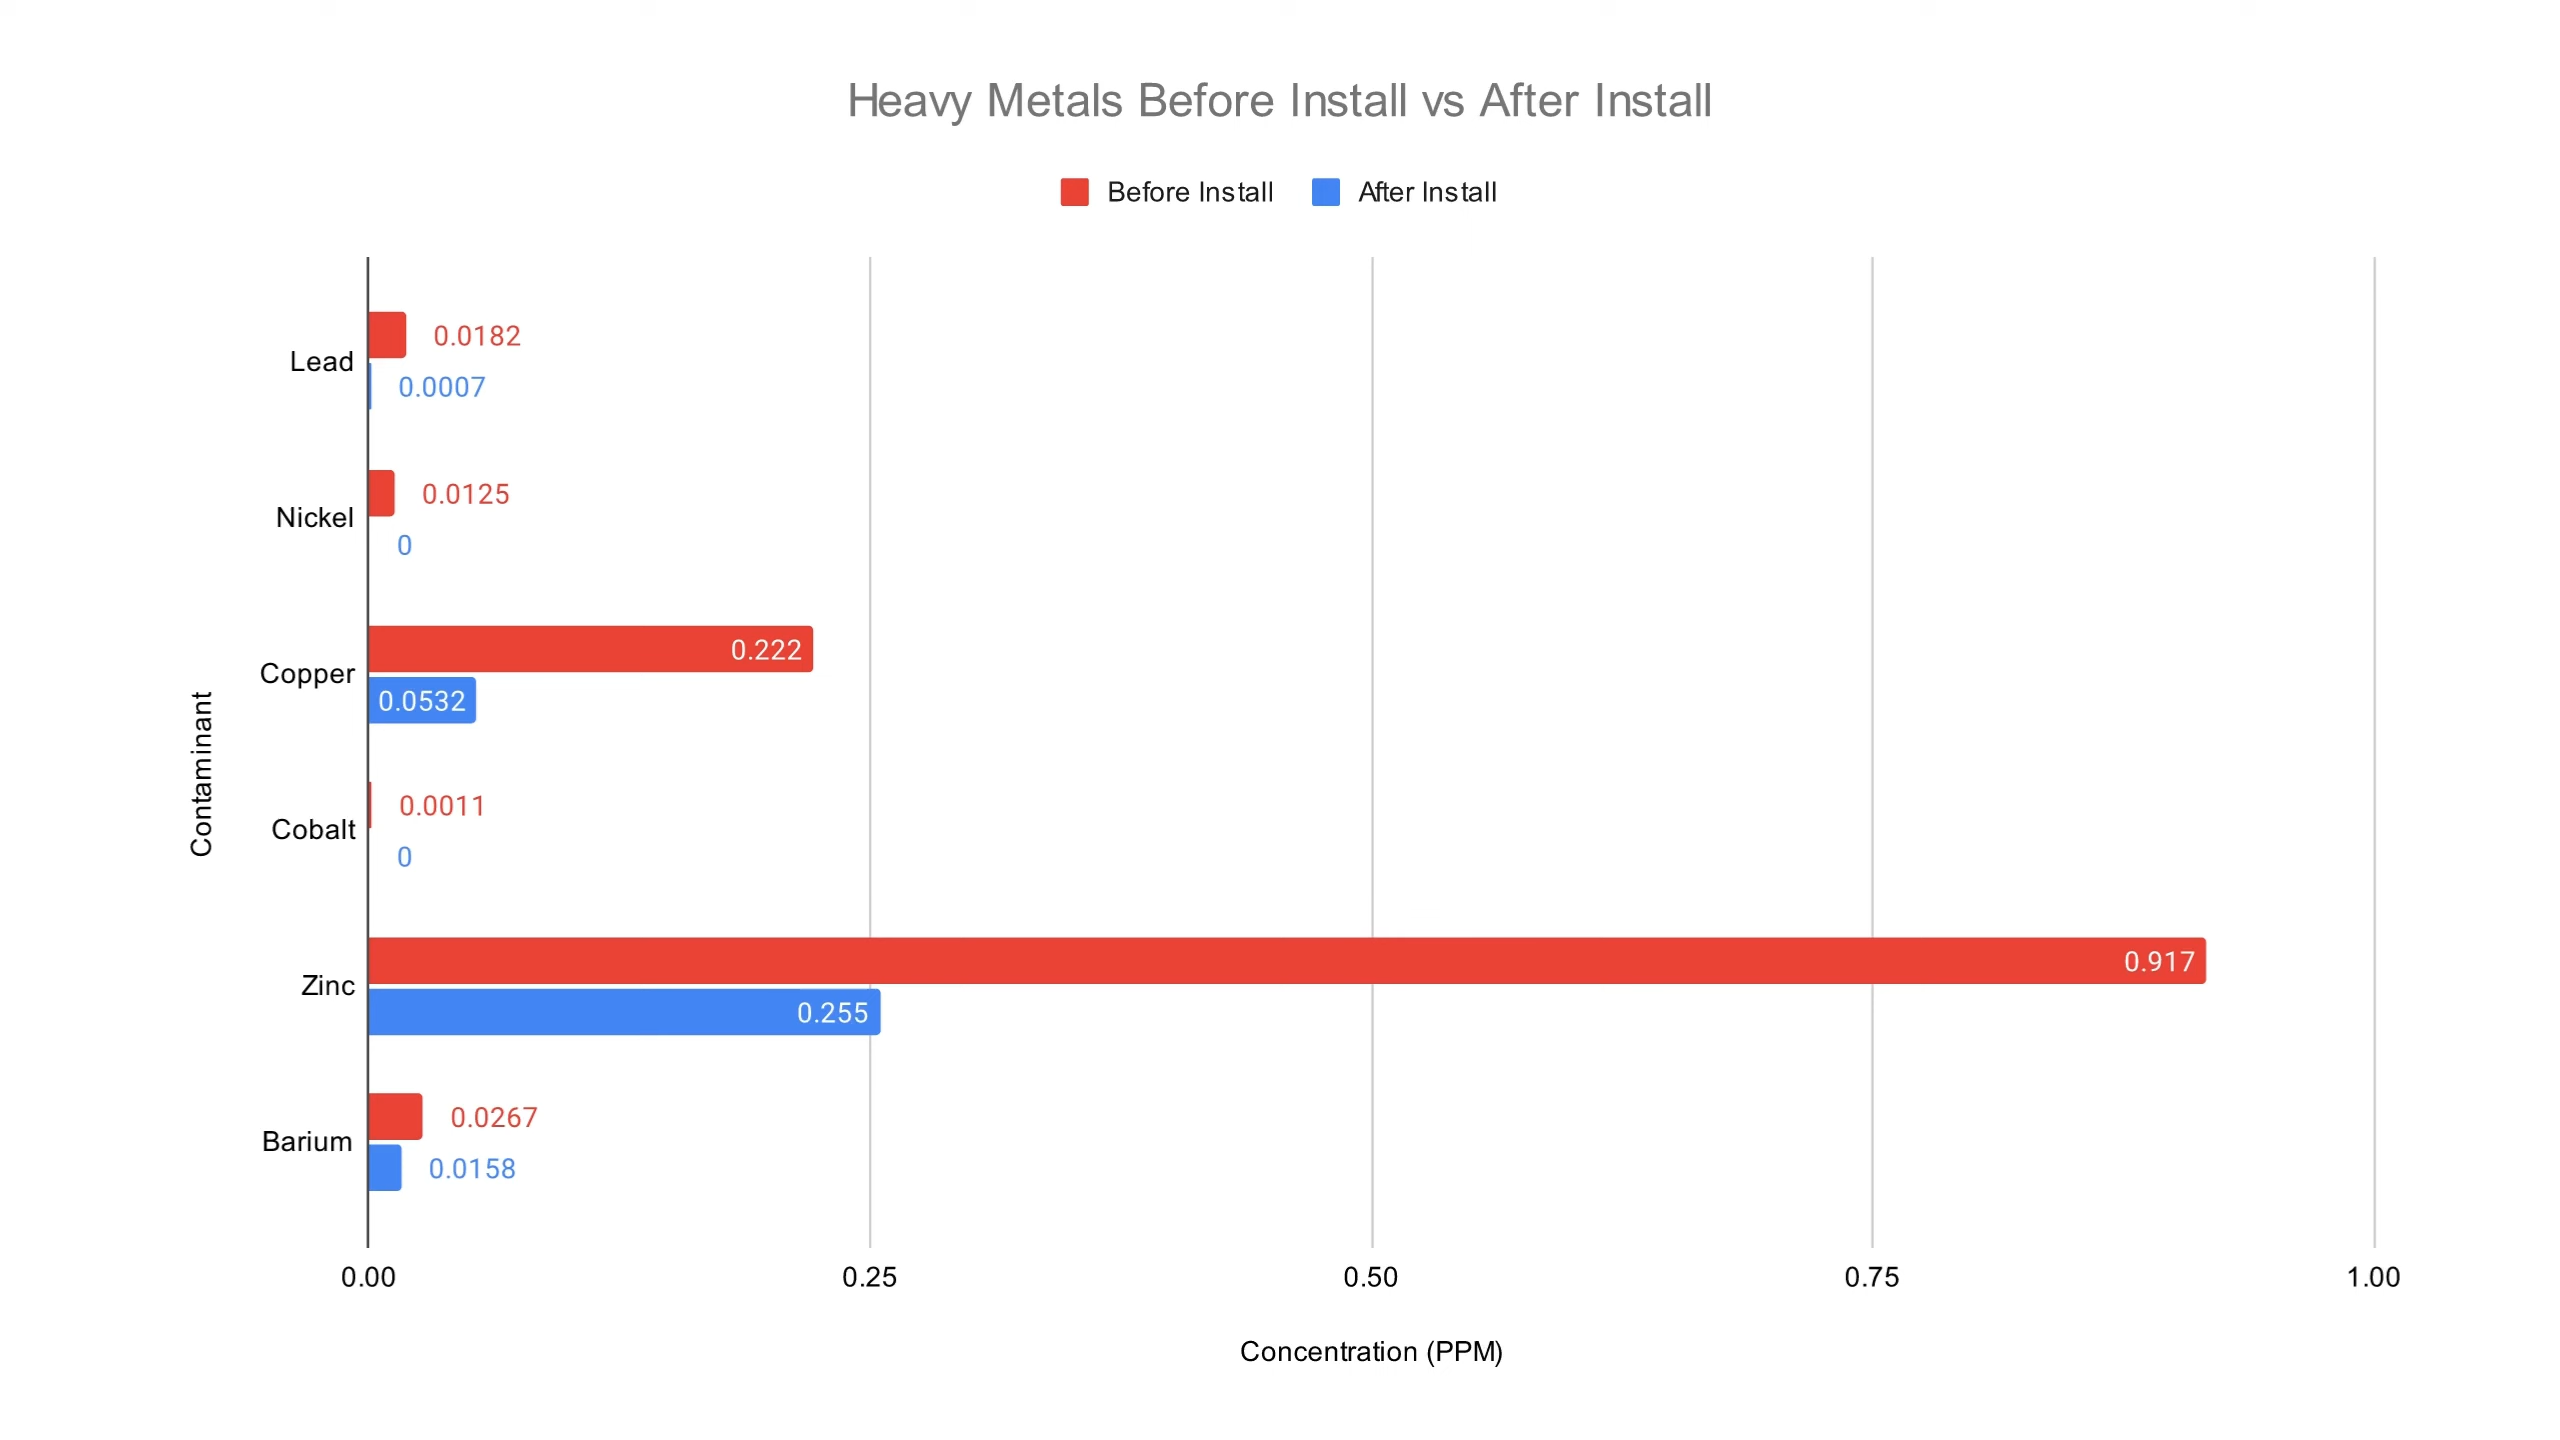 Heavy Metals Before Install vs After Install
Before Install After Install
Contaminant
Lead
0.0182
0.0007
Nickel
0.0125
0
Copper
0.222
0.0532
Cobalt
0.0011
0
Zinc
0.917
0.255
Barium
0.0267
0.0158
0.00 0.25 0.50 0.75 1.00
Concentration (PPM)